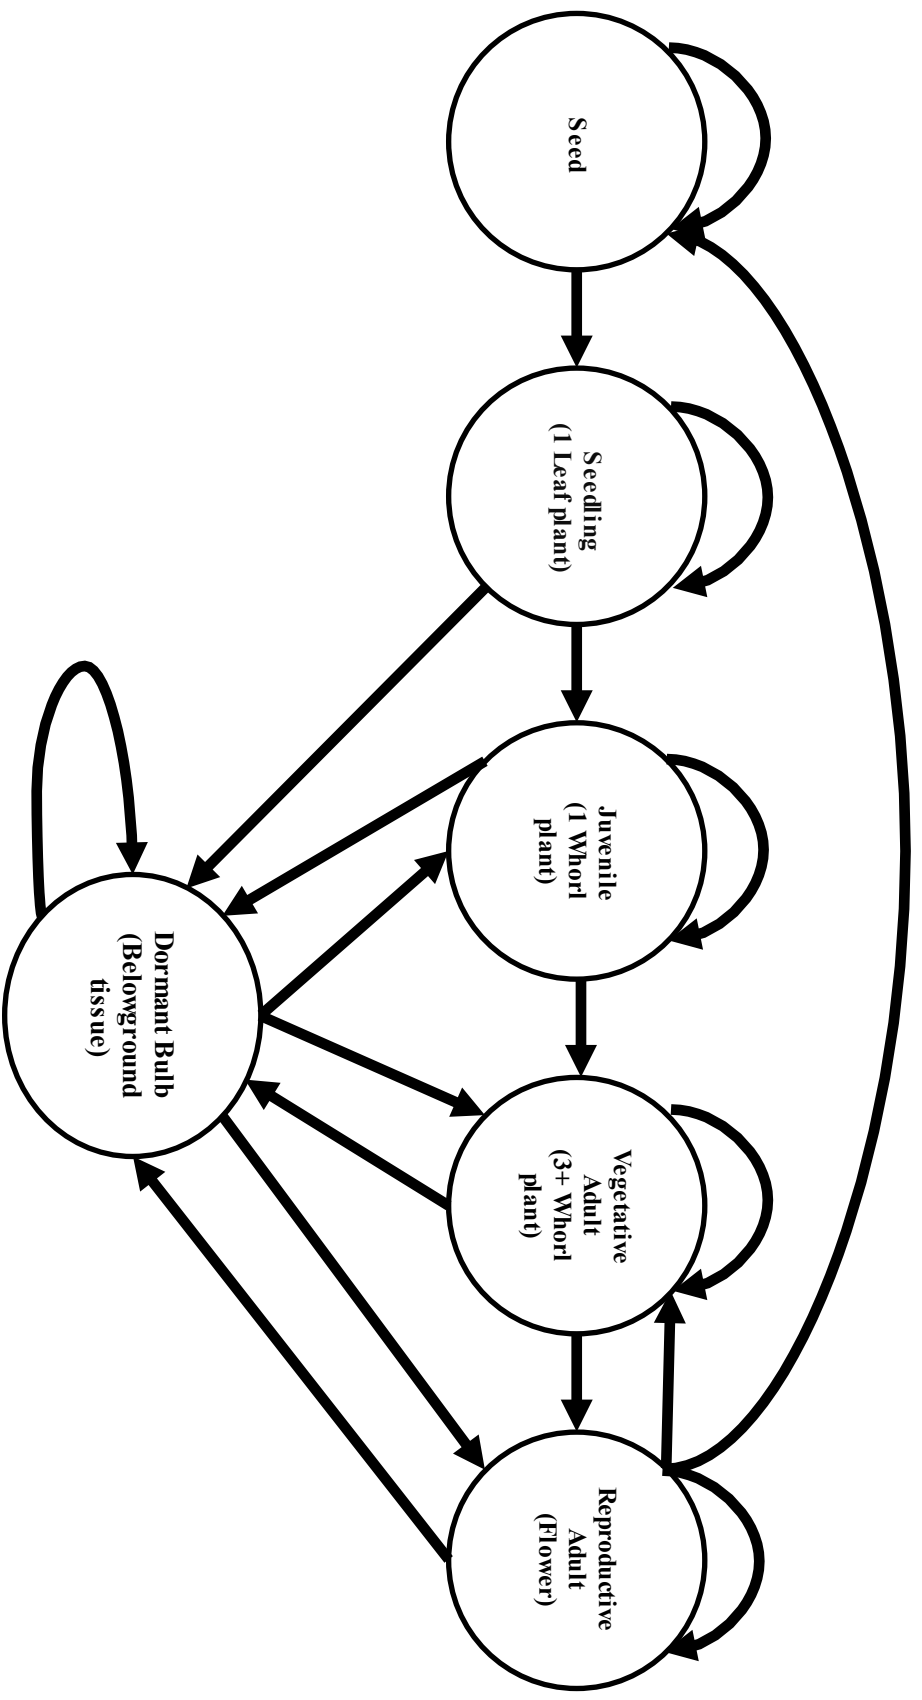 Seed
Seedling
(1 Leaf plant)
Juvenile
(1 Whorl
plant)
Vegetative
Adult
(3+ Whorl
plant)
Reproductive
Adult
(Flower)
Dormant Bulb
(Belowground
tissue)